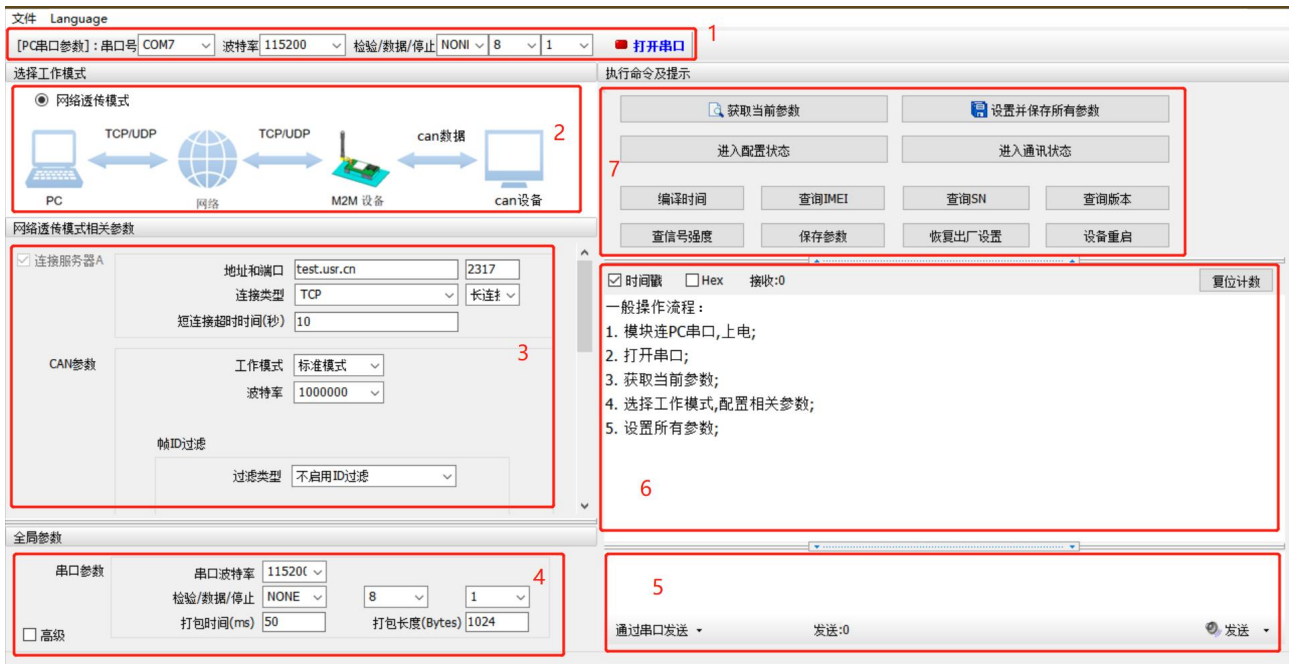 文件 Language
[PC串口参数]:串口号 COM7 波特率 115200 检验/数据/停止 NONI 8 1 打开串口 1
选择工作模式
网络透传模式
TCP/UDP TCP/UDP can数据 2
PC 网络 M2M 设备 can设备
网络透传模式相关参数
连接服务器A
地址和端口 test.usr.cn 2317
连接类型 TCP 长连接
短连接超时时间(秒) 10
3
CAN参数 工作模式 标准模式
波特率 1000000
帧ID过滤
过滤类型 不启用ID过滤
全局参数
串口参数 串口波特率 11520( 4
检验/数据/停止 NONE 8 1
打包时间(ms) 50 打包长度(Bytes) 1024
高级
执行命令及提示
获取当前参数 设置并保存所有参数
进入配置状态 进入通讯状态
7
编译时间 查询IMEI 查询SN 查询版本
查信号强度 保存参数 恢复出厂设置 设备重启
时间戳 Hex 接收:0 复位计数
一般操作流程:
1. 模块连PC串口,上电;
2. 打开串口;
3. 获取当前参数;
4. 选择工作模式,配置相关参数;
5. 设置所有参数;
6
5
通过串口发送 发送:0 发送